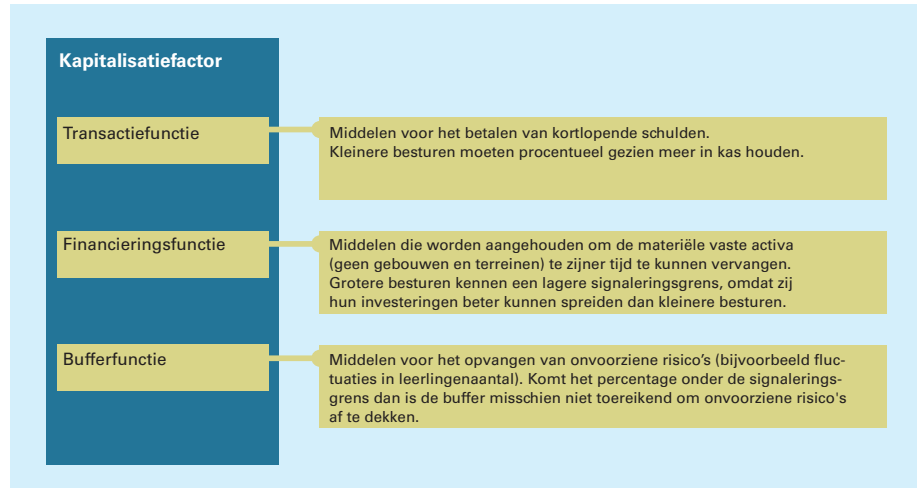 Kapitalisatiefactor
Transactiefunctie
Middelen voor het betalen van kortlopende schulden.
Kleinere besturen moeten procentueel gezien meer in kas houden.
Financieringsfunctie
Middelen die worden aangehouden om de materiële vaste activa
(geen gebouwen en terreinen) te zijner tijd te kunnen vervangen.
Grotere besturen kennen een lagere signaleringsgrens, omdat zij
hun investeringen beter kunnen spreiden dan kleinere besturen.
Bufferfunctie
Middelen voor het opvangen van onvoorziene risico’s (bijvoorbeeld fluc-
tuaties in leerlingenaantal). Komt het percentage onder de signalerings-
grens dan is de buffer misschien niet toereikend om onvoorziene risico's
af te dekken.